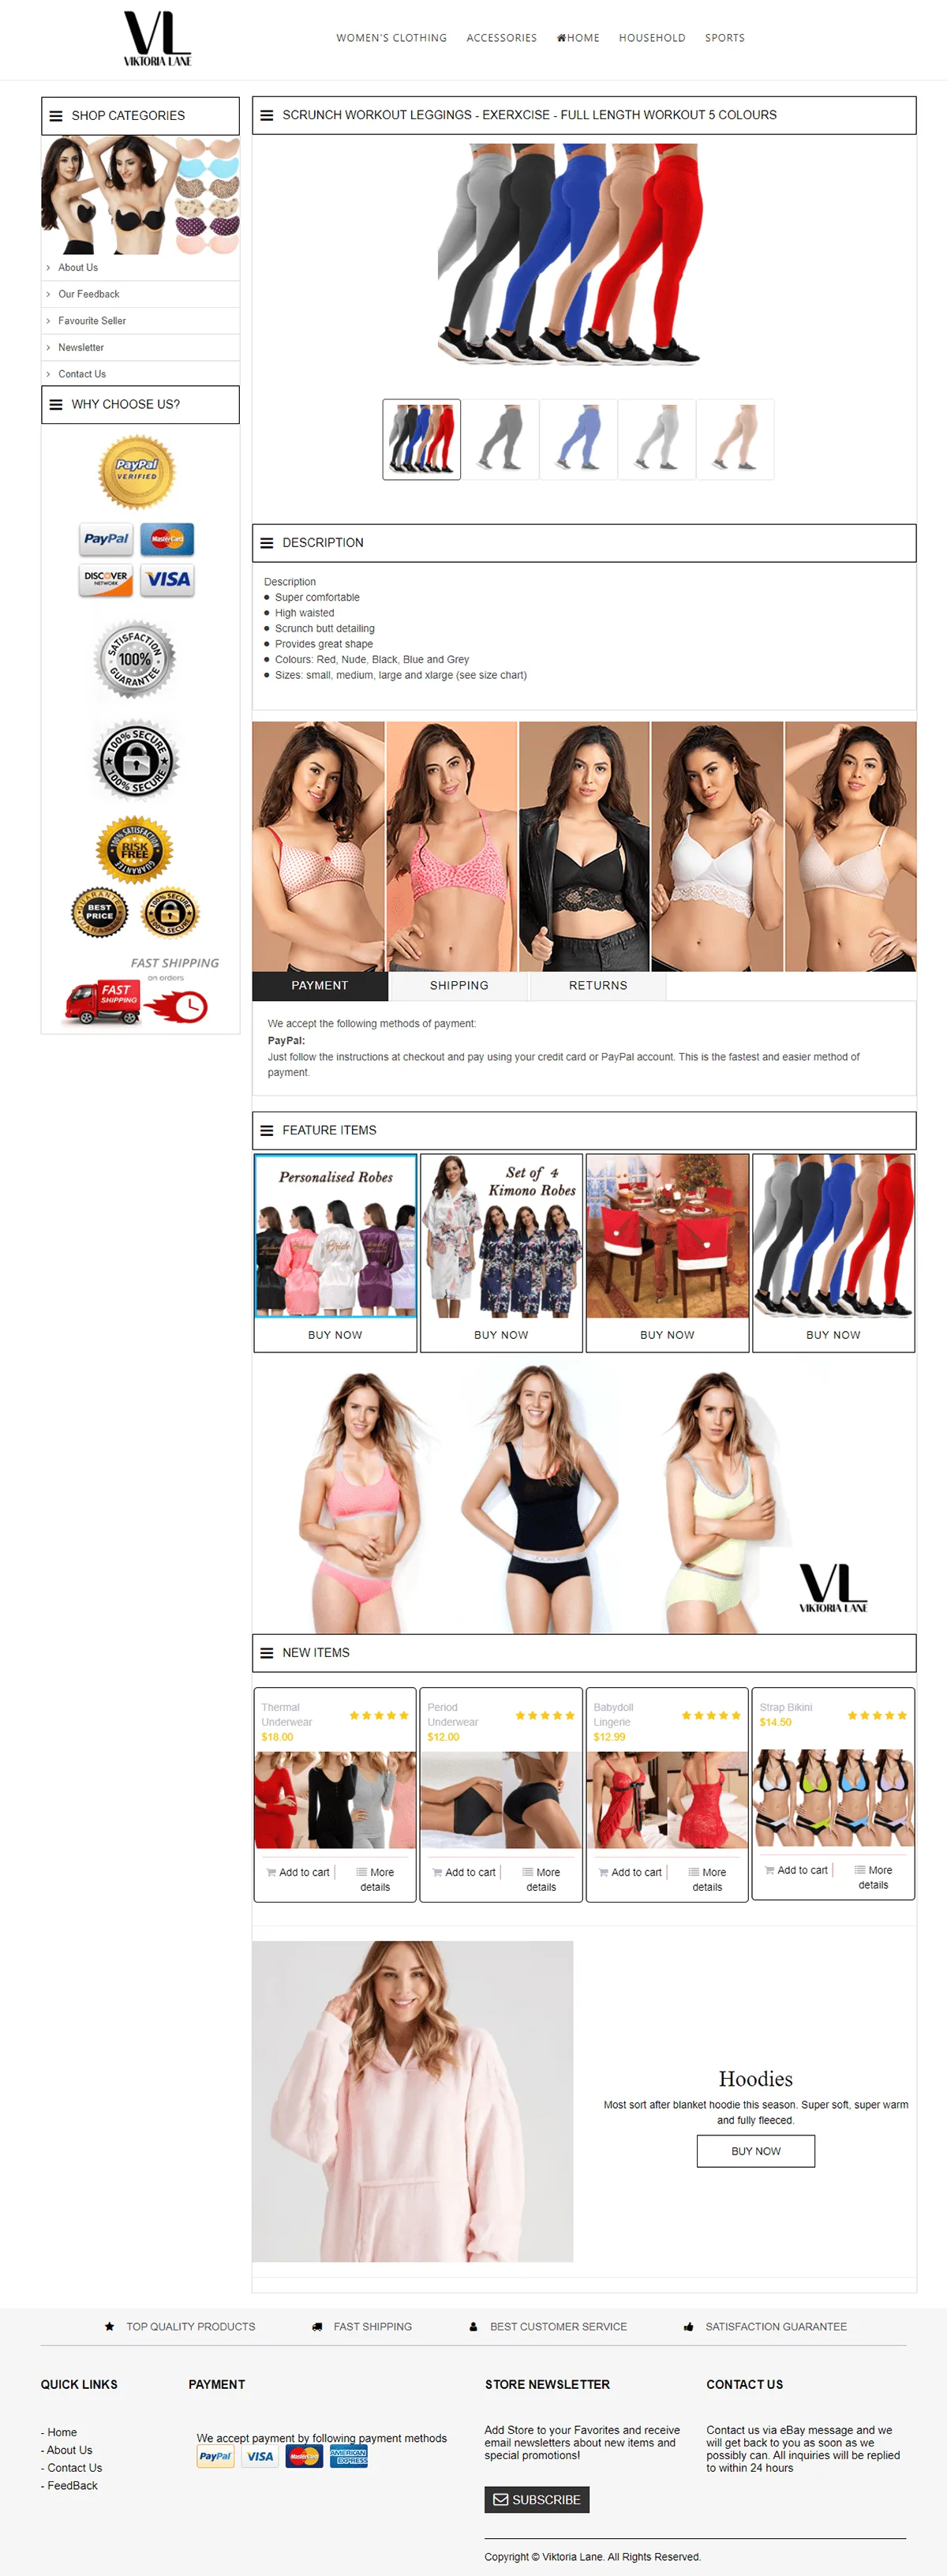 VL
VIKTORIA LANE
WOMEN'S CLOTHING ACCESSORIES HOME HOUSEHOLD SPORTS
SHOP CATEGORIES
About Us
Our Feedback
Favourite Seller
Newsletter
Contact Us
WHY CHOOSE US?
PayPal
VERIFIED
PayPal MasterCard
DISCOVER
NETWORK
VISA
SATISFACTION
100%
GUARANTEE
100% SECURE
100% SECURE
100% SATISFACTION
RISK
FREE
GUARANTEE
GUARANTEE
BEST
PRICE
GUARANTEE
100% SECURE
100% SECURE
FAST SHIPPING
on orders
FAST
SHIPPING
SCRUNCH WORKOUT LEGGINGS - EXERXCISE - FULL LENGTH WORKOUT 5 COLOURS
DESCRIPTION
Description
● Super comfortable
● High waisted
● Scrunch butt detailing
● Provides great shape
● Colours: Red, Nude, Black, Blue and Grey
● Sizes: small, medium, large and xlarge (see size chart)
PAYMENT SHIPPING RETURNS
We accept the following methods of payment:
PayPal:
Just follow the instructions at checkout and pay using your credit card or PayPal account. This is the fastest and easier method of
payment.
FEATURE ITEMS
Personalised Robes
Bride
BUY NOW
Set of 4
Kimono Robes
BUY NOW
BUY NOW
BUY NOW
VL
VIKTORIA LANE
NEW ITEMS
Thermal
Underwear
$18.00
Add to cart More
details
Period
Underwear
$12.00
Add to cart More
details
Babydoll
Lingerie
$12.99
Add to cart More
details
Strap Bikini
$14.50
Add to cart More
details
Hoodies
Most sort after blanket hoodie this season. Super soft, super warm
and fully fleeced.
BUY NOW
TOP QUALITY PRODUCTS FAST SHIPPING BEST CUSTOMER SERVICE SATISFACTION GUARANTEE
QUICK LINKS
- Home
- About Us
- Contact Us
- FeedBack
PAYMENT
We accept payment by following payment methods
PayPal VISA MasterCard AMERICAN
EXPRESS
STORE NEWSLETTER
Add Store to your Favorites and receive
email newsletters about new items and
special promotions!
SUBSCRIBE
CONTACT US
Contact us via eBay message and we
will get back to you as soon as we
possibly can. All inquiries will be replied
to within 24 hours
Copyright © Viktoria Lane. All Rights Reserved.